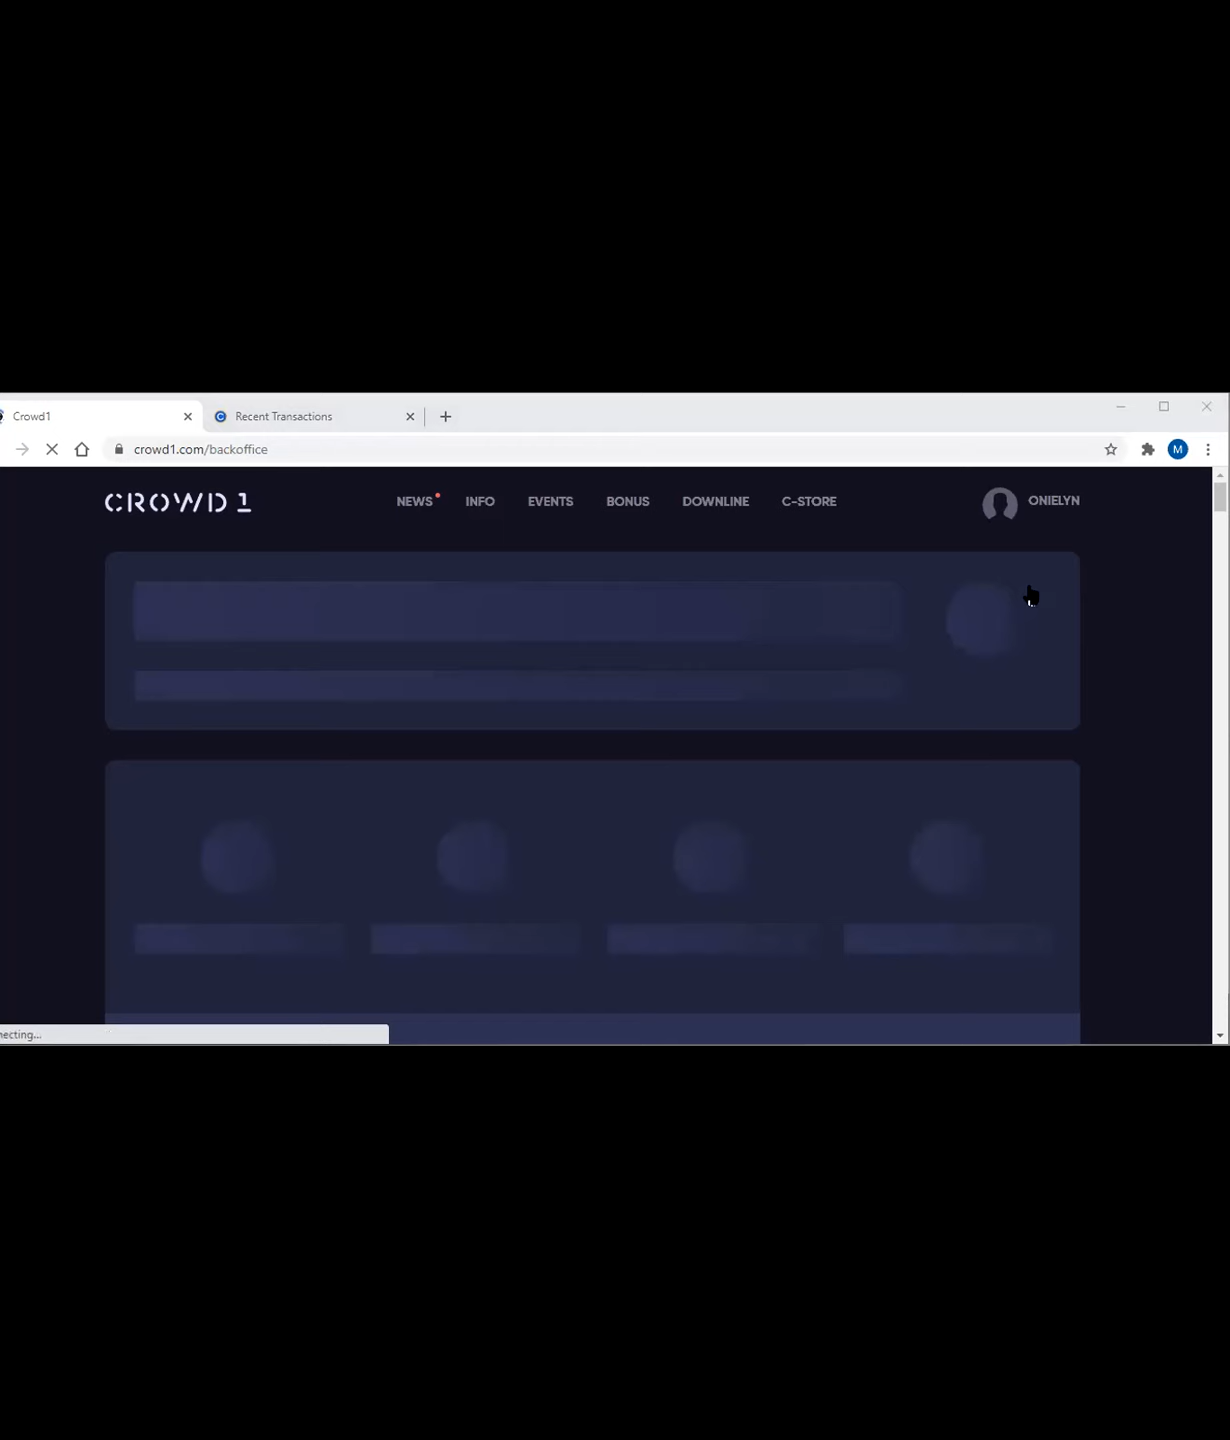 Crowd1
Recent Transactions
crowd1.com/backoffice
M
CROWD 1
NEWS
INFO
EVENTS
BONUS
DOWNLINE
C-STORE
ONIELYN
necting...